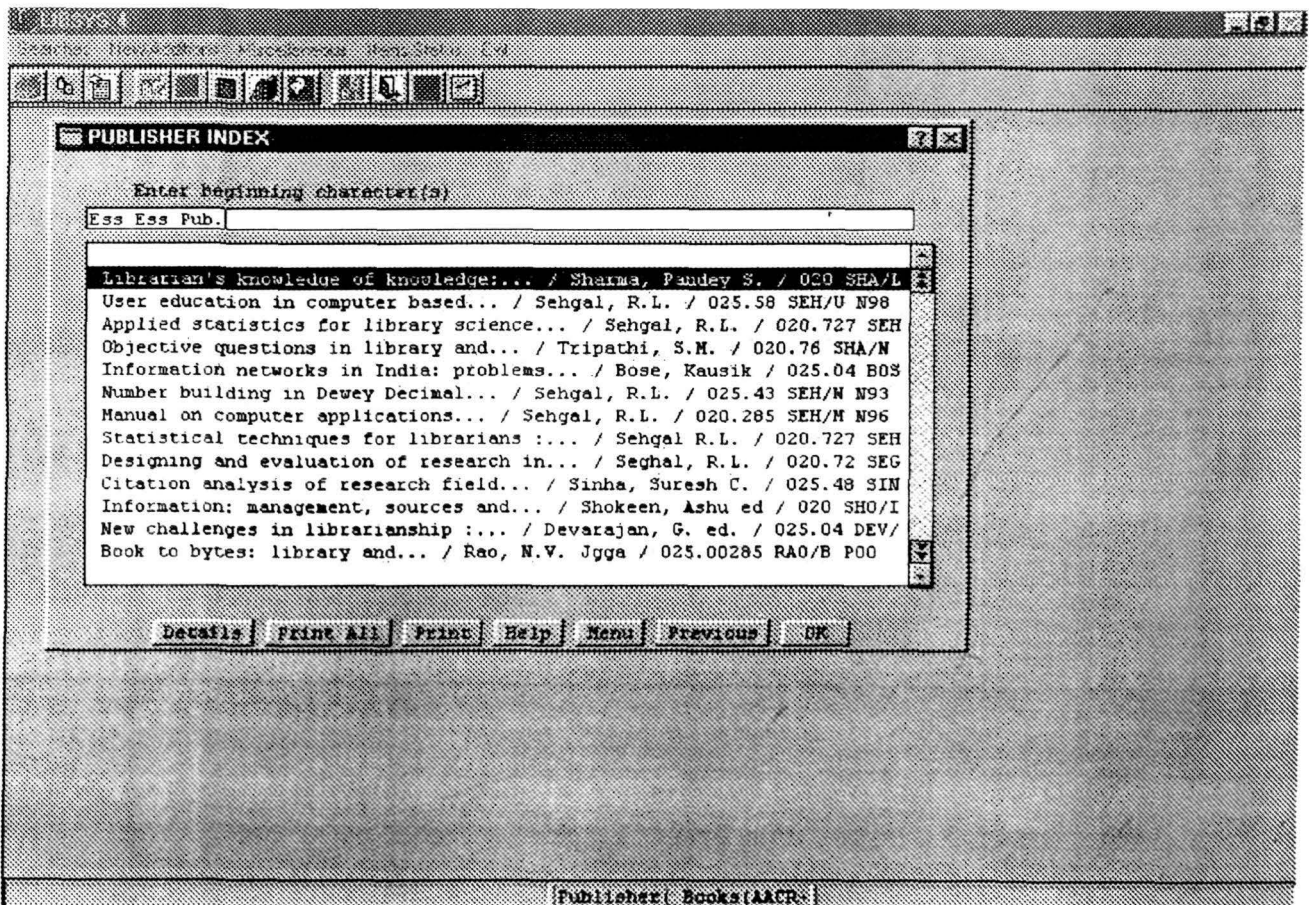 LIBSYS 4
PUBLISHER INDEX
Enter beginning character(s)
Ess Ess Pub.
Librarian's knowledge of knowledge:... / Sharma, Pandey S. / 020 SHA/L
User education in computer based... / Sehgal, R.L. / 025.58 SEH/U N98
Applied statistics for library science... / Sehgal, R.L. / 020.727 SEH
Objective questions in library and... / Tripathi, S.M. / 020.76 SHA/N
Information networks in India: problems... / Bose, Kausik / 025.04 BOS
Number building in Dewey Decimal... / Sehgal, R.L. / 025.43 SEH/N N93
Manual on computer applications... / Sehgal, R.L. / 020.285 SEH/M N96
Statistical techniques for librarians :... / Sehgal R.L. / 020.727 SEH
Designing and evaluation of research in... / Seghal, R.L. / 020.72 SEG
Citation analysis of research field... / Sinha, Suresh C. / 025.48 SIN
Information: management, sources and... / Shokeen, Ashu ed / 020 SHO/I
New challenges in librarianship :... / Devarajan, G. ed. / 025.04 DEV/
Book to bytes: library and... / Rao, N.V. Jgga / 025.00285 RAO/B P00
Details Print All Print Help Menu Previous OK
Publisher( Books(AACR-